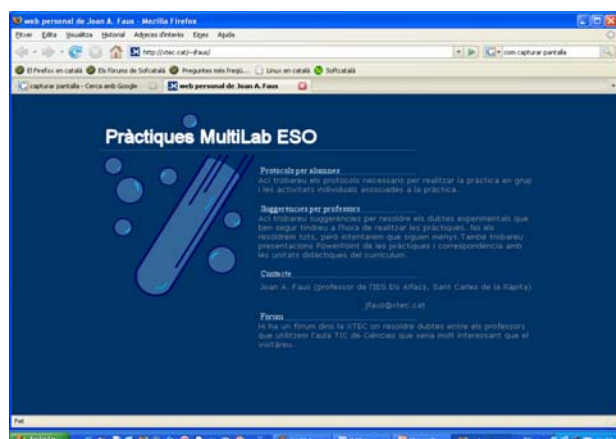 web personal de Joan A. Faus - Mozilla Firefox
Fitxer Edita Visualitza Historial Adreces d'interès Eines Ajuda
http://xtec.cat/~jfaus/ com capturar pantalla
El Firefox en català Els fòrums de Softcatalà Preguntes més freqü... Linux en català Softcatalà
capturar pantalla - Cerca amb Google web personal de Joan A. Faus
Pràctiques MultiLab ESO
Protocols per alumnes
Ací trobareu els protocols necessaris per realitzar la pràctica en grup
i les activitats individuals associades a la pràctica.
Suggerències per professors
Ací trobareu suggerències per resoldre els dubtes experimentals que
ben segur tindreu a l'hora de realitzar les pràctiques. No els
resoldrem tots, però intentarem que siguen menys.També trobareu
presentacions PowerPoint de les pràctiques i correspondència amb
les unitats didàctiques del currículum.
Contacte
Joan A. Faus (professor de l'IES Els Alfacs, Sant Carles de la Ràpita)
jfaus@xtec.cat
Fòrum
Hi ha un fòrum dins la XTEC on resoldre dubtes entre els professors
que utilitzem l'aula TIC de Ciències que seria molt interessant que el
visitàreu.
Fet